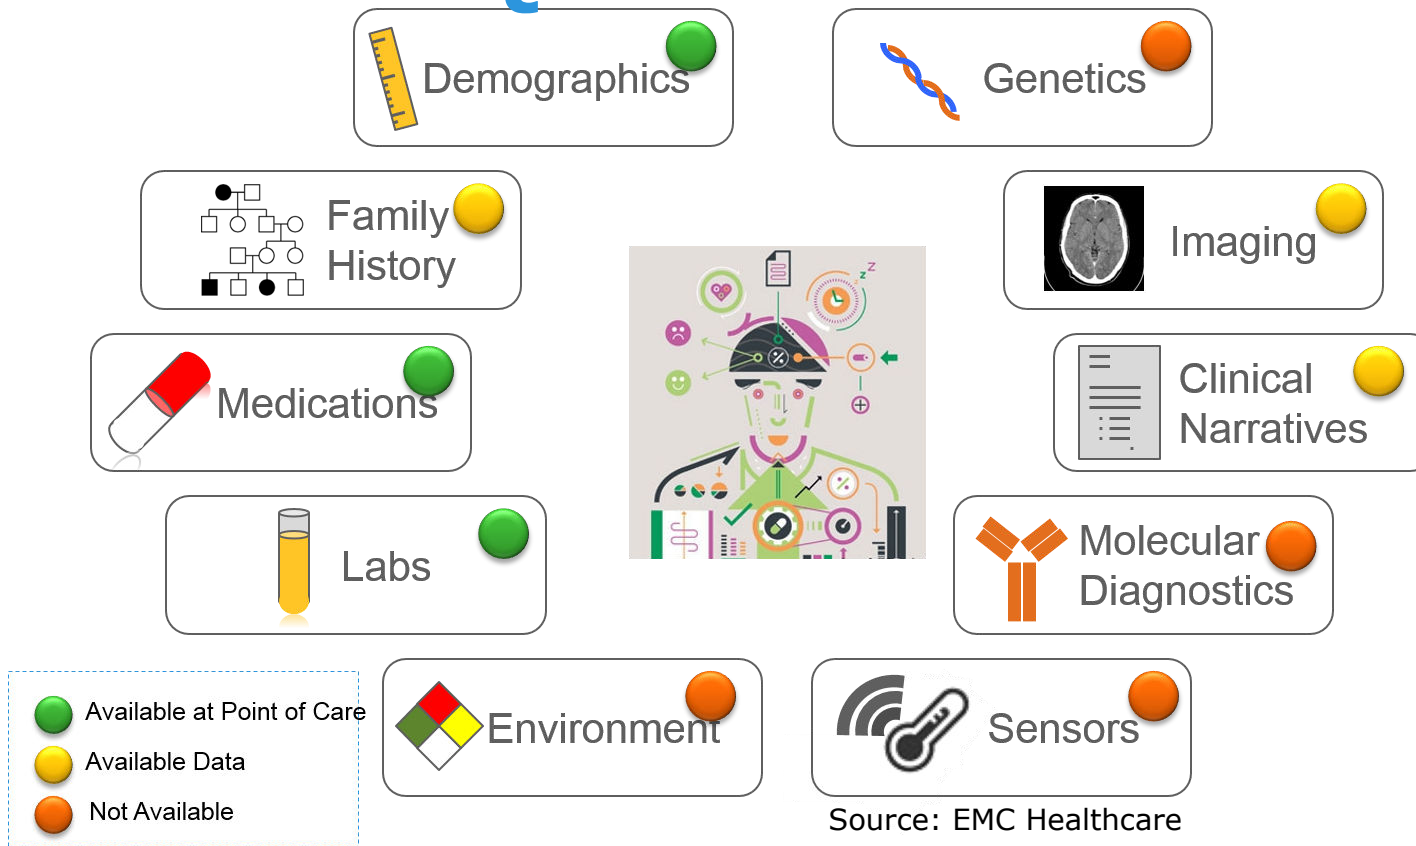 Demographics
Genetics
Family
History
Imaging
Medications
Clinical
Narratives
Labs
Molecular
Diagnostics
Environment
Sensors
Available at Point of Care
Available Data
Not Available
Source: EMC Healthcare
z
z
Z
%
%